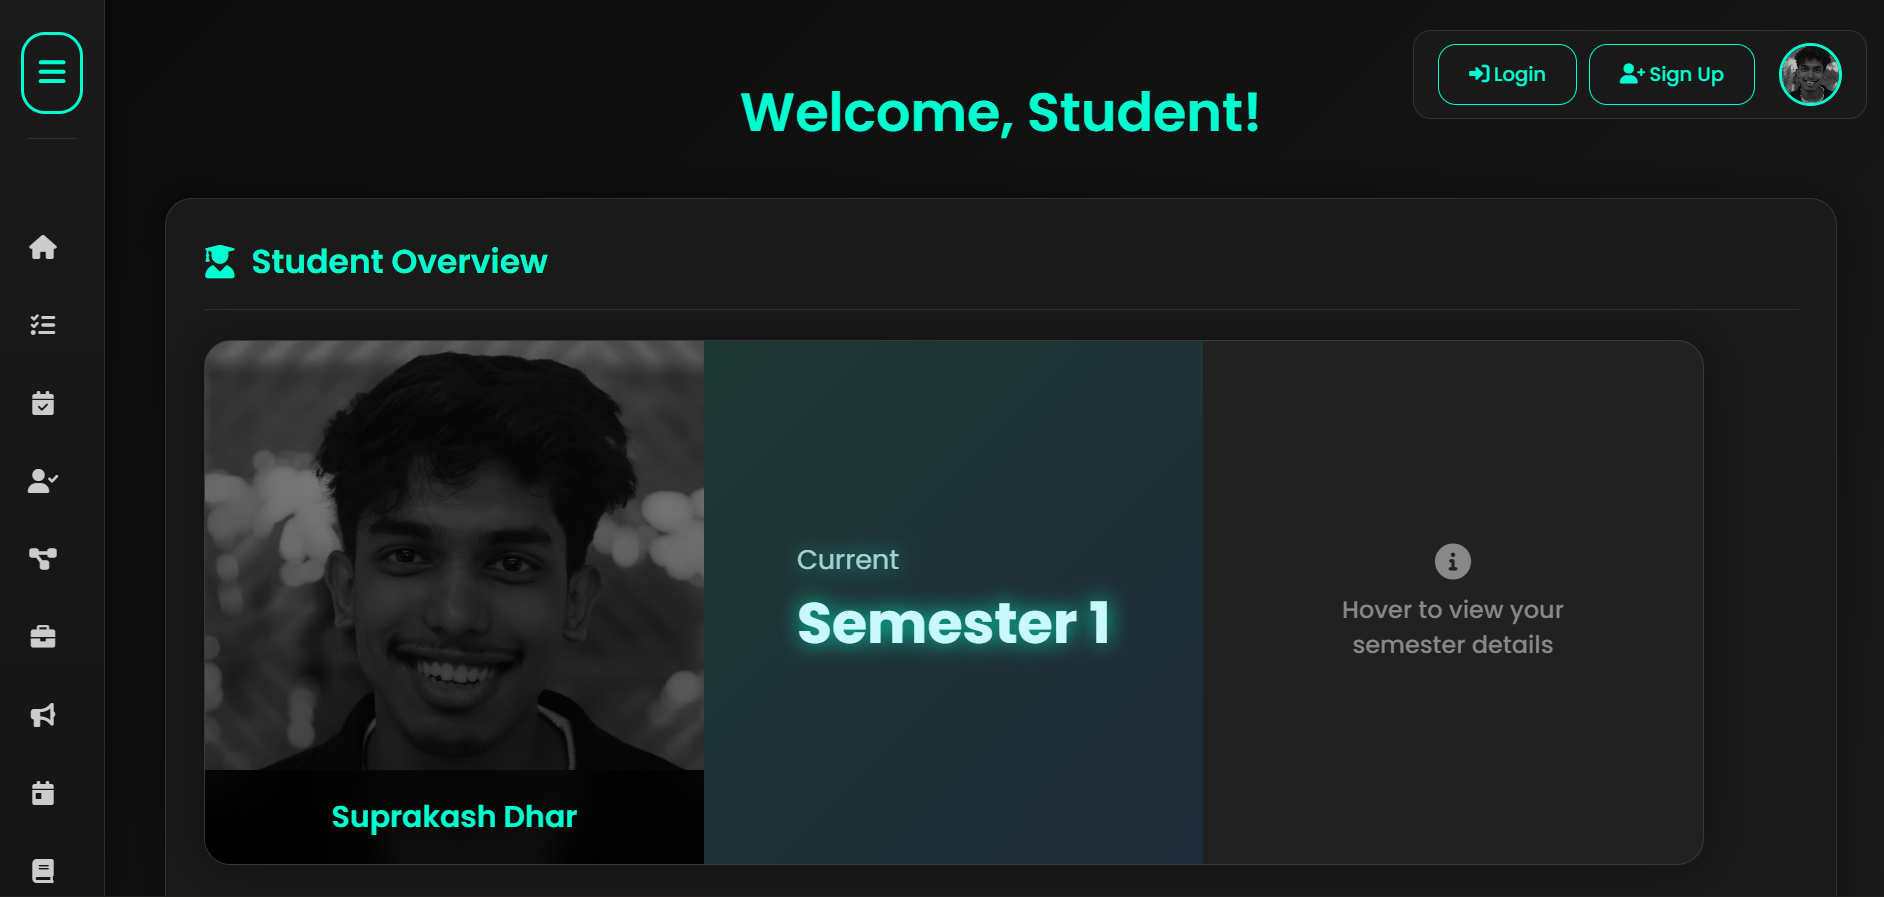 Login
Sign Up
Welcome, Student!
Student Overview
Current
Semester 1
Hover to view your
semester details
Suprakash Dhar